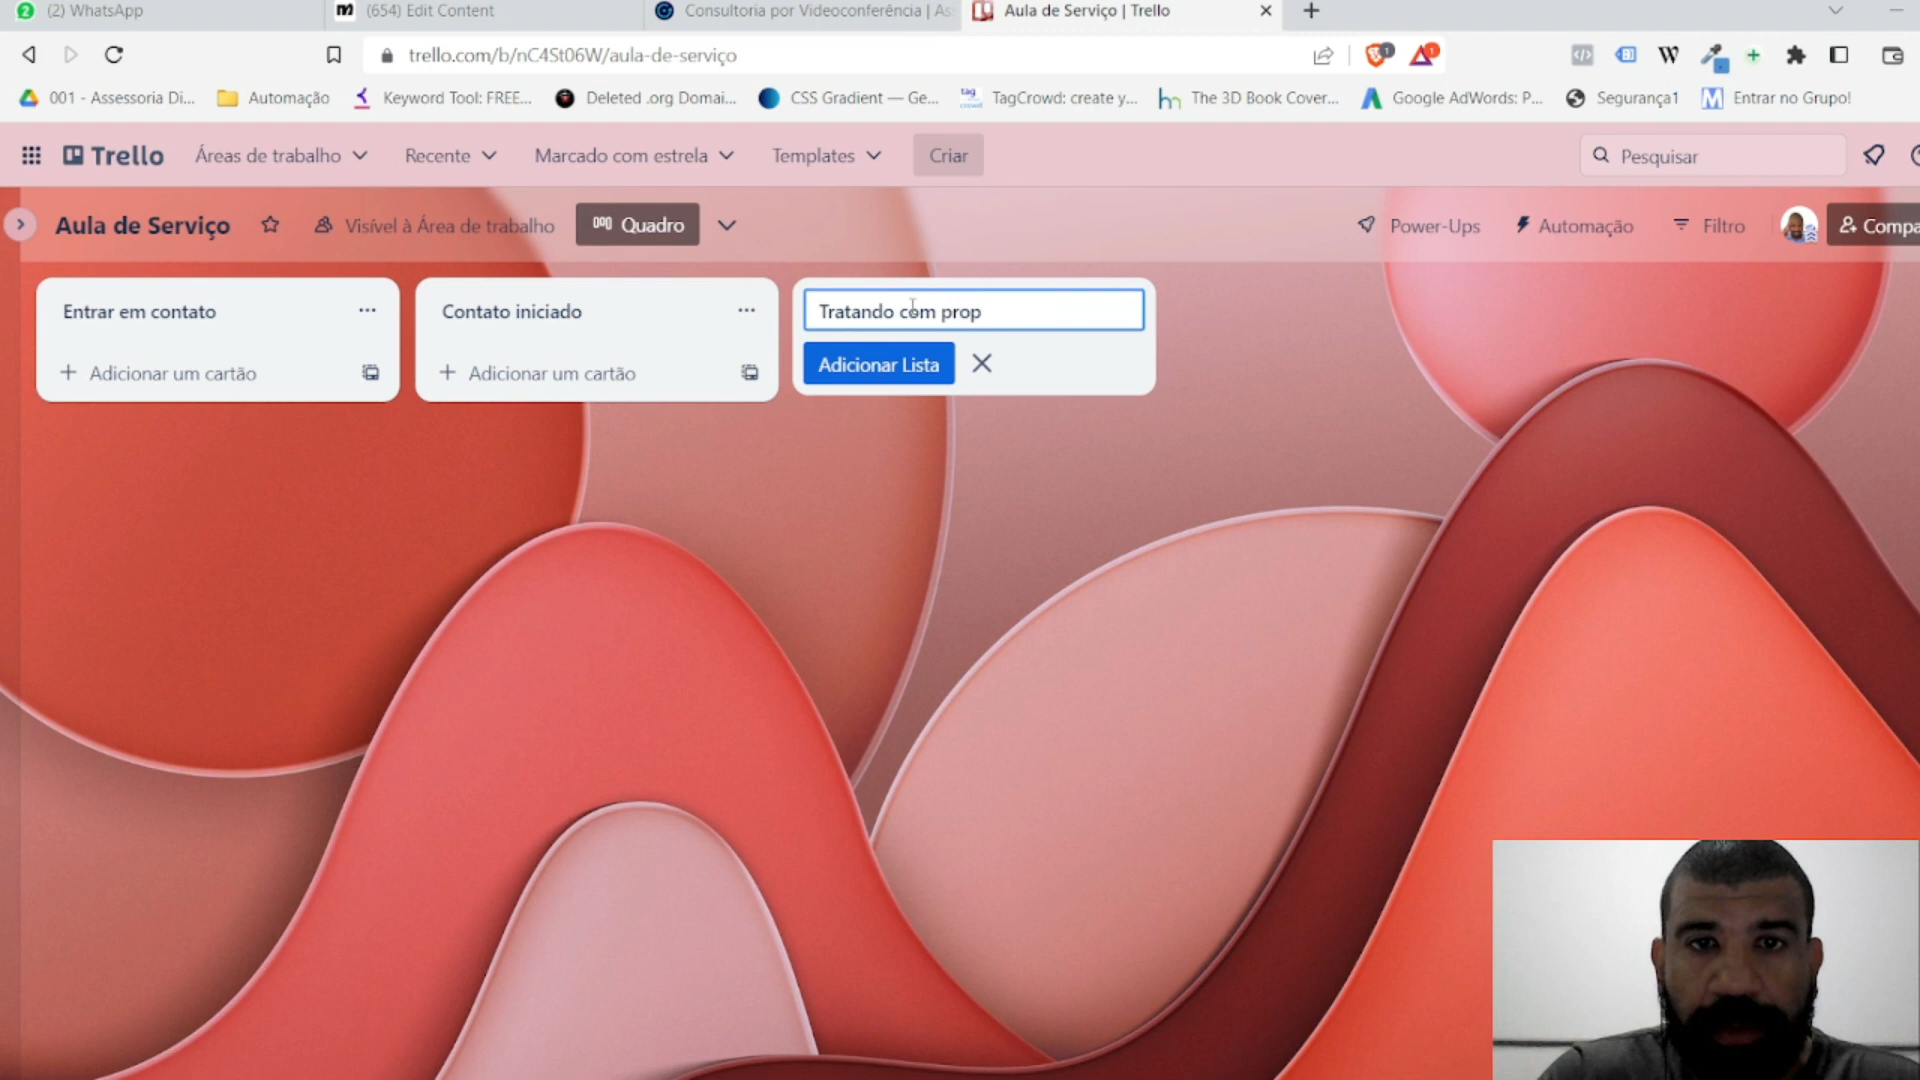 2 (2) WhatsApp
(654) Edit Content
Consultoria por Videoconferência | As
Aula de Serviço | Trello
trello.com/b/nC4St06W/aula-de-serviço
1
1
W
001 - Assessoria Di...
Automação
Keyword Tool: FREE...
Deleted .org Domai...
CSS Gradient — Ge...
TagCrowd: create y...
The 3D Book Cover...
Google AdWords: P...
Segurança1
Entrar no Grupo!
Trello
Áreas de trabalho
Recente
Marcado com estrela
Templates
Criar
Pesquisar
Aula de Serviço
Visível à Área de trabalho
Quadro
Power-Ups
Automação
Filtro
Compa
Entrar em contato
Adicionar um cartão
Contato iniciado
Adicionar um cartão
Tratando com prop
Adicionar Lista